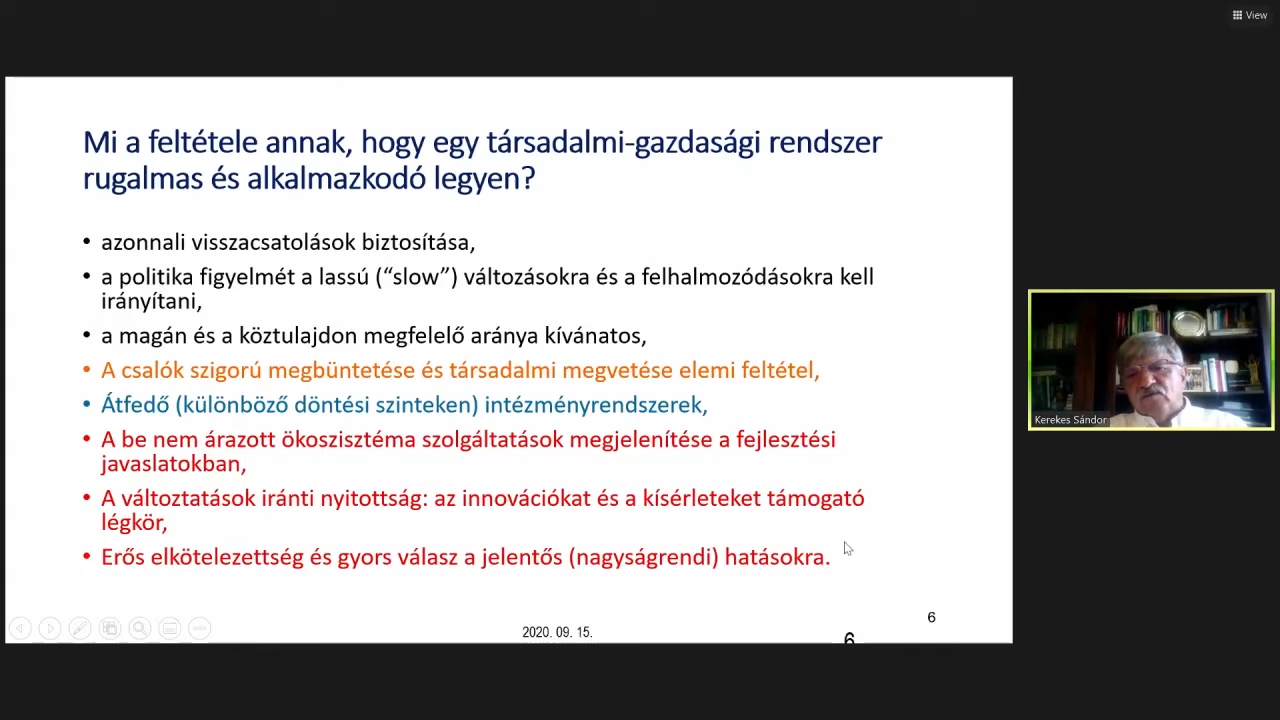 View
Mi a feltétele annak, hogy egy társadalmi-gazdasági rendszer
rugalmas és alkalmazkodó legyen?
• azonnali visszacsatolások biztosítása,
• a politika figyelmét a lassú (“slow”) változásokra és a felhalmozódásokra kell
irányítani,
• a magán és a köztulajdon megfelelő aránya kívánatos,
• A csalók szigorú megbüntetése és társadalmi megvetése elemi feltétel,
• Átfedő (különböző döntési szinteken) intézményrendszerek,
• A be nem árazott ökoszisztéma szolgáltatások megjelenítése a fejlesztési
javaslatokban,
• A változtatások iránti nyitottság: az innovációkat és a kísérleteket támogató
légkör,
• Erős elkötelezettség és gyors válasz a jelentős (nagyságrendi) hatásokra.
Kerekes Sándor
6
2020. 09. 15.
6